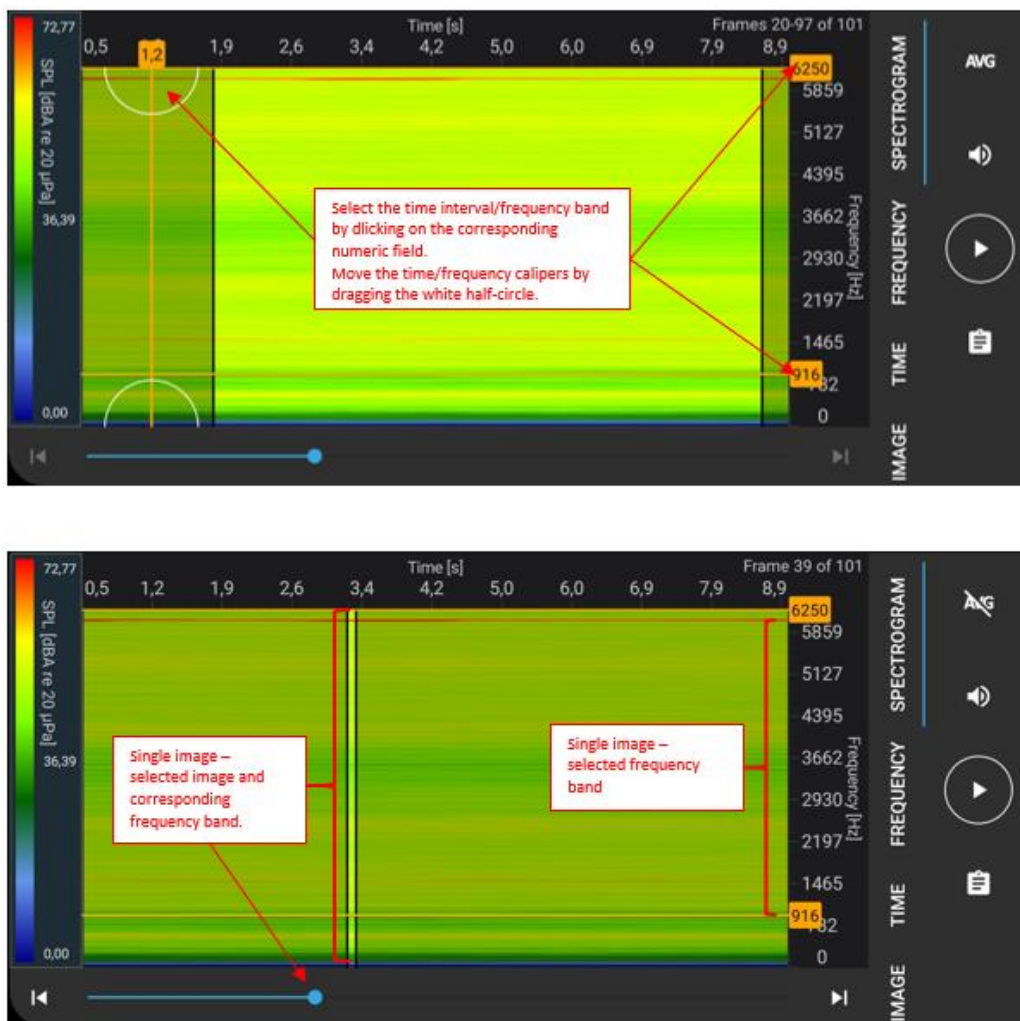 Time [s]
Frames 20-97 of 101
72,77
0,5 1,2 1,9 2,6 3,4 4,2 5,0 6,0 6,9 7,9 8,9
SPL [dBA re 20 µPa]
36,39
0,00
6250
5859
5127
4395
3662
2930
2197
1465
916
0
Frequency [Hz]
Select the time interval/frequency band
by dlicking on the corresponding
numeric field.
Move the time/frequency calipers by
dragging the white half-circle.
IMAGE TIME FREQUENCY SPECTROGRAM
AVG
Time [s]
Frame 39 of 101
72,77
0,5 1,2 1,9 2,6 3,4 4,2 5,0 6,0 6,9 7,9 8,9
SPL [dBA re 20 µPa]
36,39
0,00
6250
5859
5127
4395
3662
2930
2197
1465
916
0
Frequency [Hz]
Single image –
selected image and
corresponding
frequency band.
Single image –
selected frequency
band
IMAGE TIME FREQUENCY SPECTROGRAM
AVG